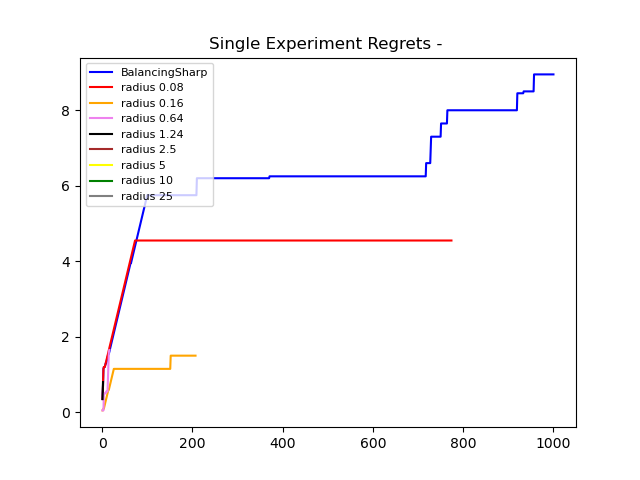 Single Experiment Regrets -
BalancingSharp
radius 0.08
radius 0.16
radius 0.64
radius 1.24
radius 2.5
radius 5
radius 10
radius 25
8
6
4
2
0
0 200 400 600 800 1000